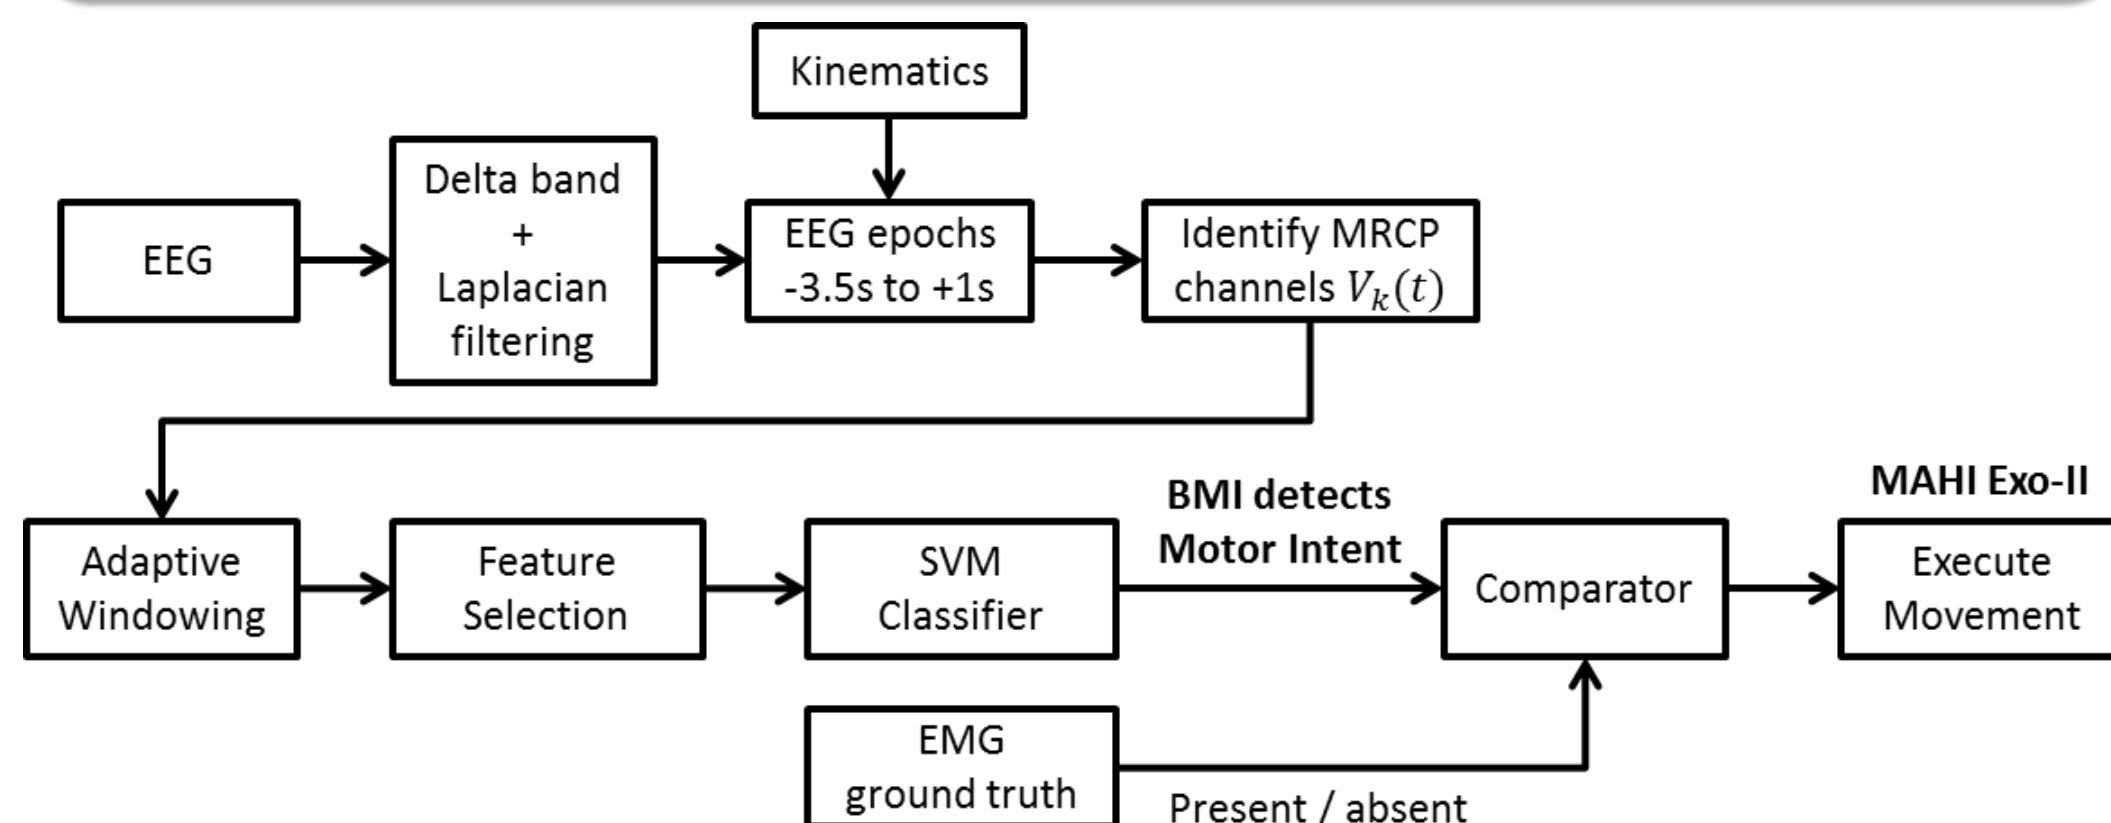 Kinematics
Delta band
+
Laplacian
filtering
EEG
EEG epochs
-3.5s to +1s
Identify MRCP
channels V_k(t)
Adaptive
Windowing
Feature
Selection
SVM
Classifier
BMI detects
Motor Intent
Comparator
MAHI Exo-II
Execute
Movement
EMG
ground truth
Present / absent